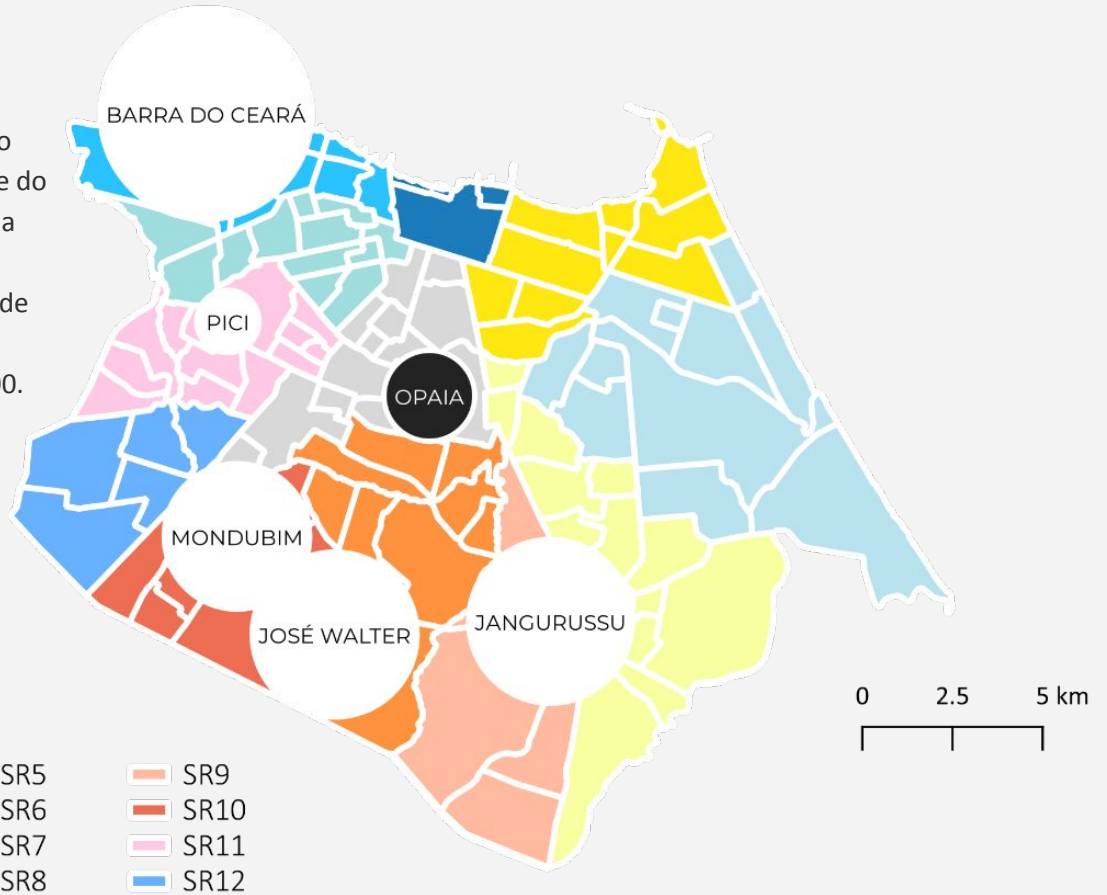 BARRA DO CEARÁ
o
e do
a
de
00.
PICI
OPAIA
MONDUBIM
JOSÉ WALTER
JANGURUSSU
0 2.5 5 km
SR5 SR9
SR6 SR10
SR7 SR11
SR8 SR12